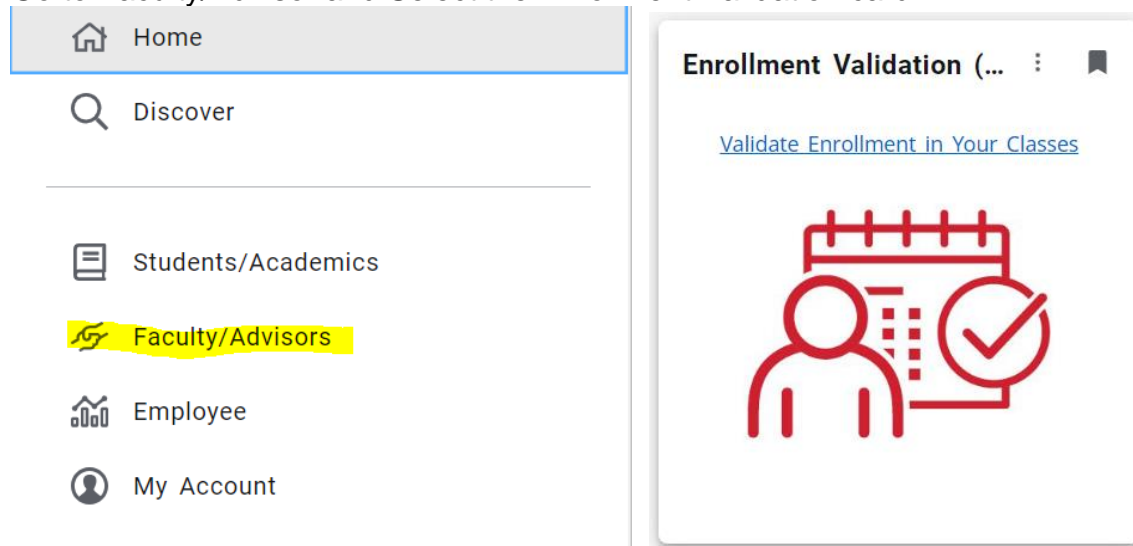 Home
Discover
Students/Academics
Faculty/Advisors
Employee
My Account
Enrollment Validation (...
Validate Enrollment in Your Classes